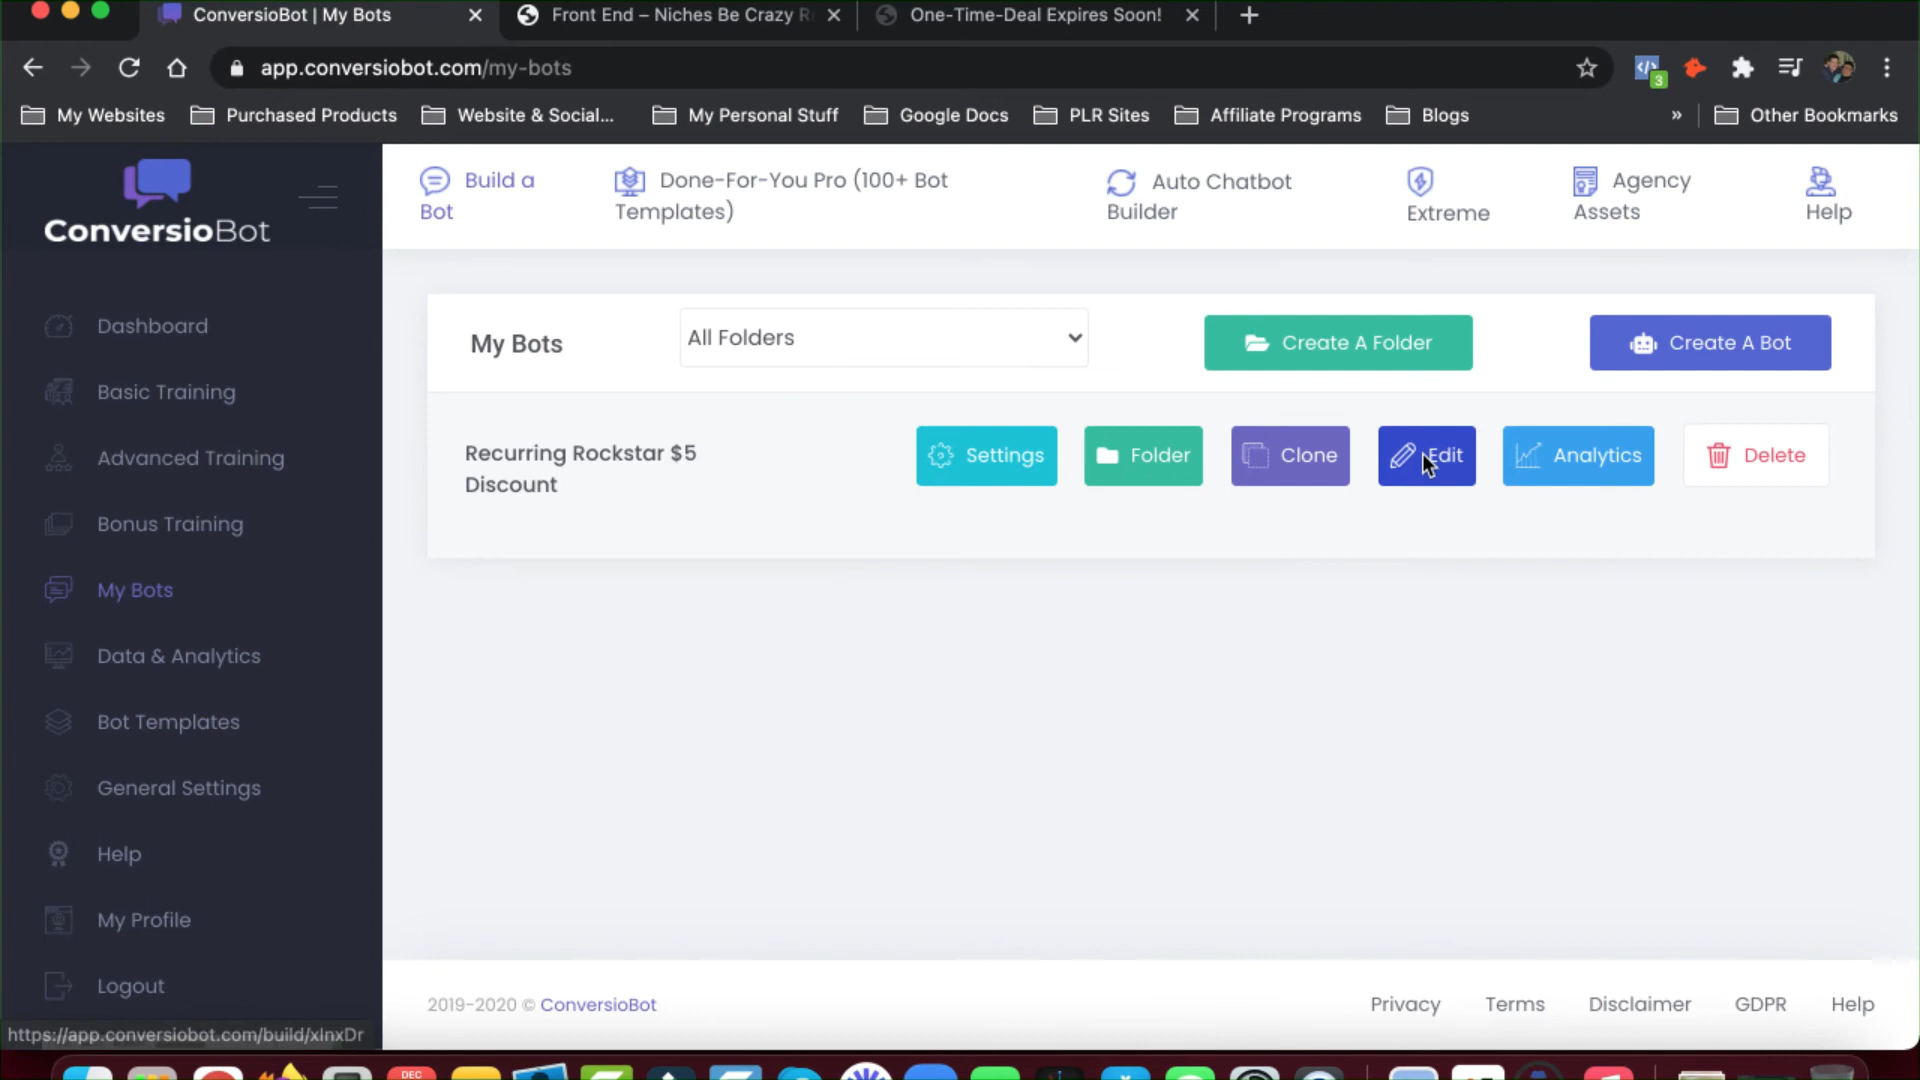 ConversioBot | My Bots
Front End – Niches Be Crazy R
One-Time-Deal Expires Soon!
app.conversiobot.com/my-bots
3
My Websites
Purchased Products
Website & Social...
My Personal Stuff
Google Docs
PLR Sites
Affiliate Programs
Blogs
»
Other Bookmarks
ConversioBot
Build a
Bot
Done-For-You Pro (100+ Bot
Templates)
Auto Chatbot
Builder
Extreme
Agency
Assets
Help
Dashboard
Basic Training
Advanced Training
Bonus Training
My Bots
Data & Analytics
Bot Templates
General Settings
Help
My Profile
Logout
My Bots
All Folders
Create A Folder
Create A Bot
Recurring Rockstar $5
Discount
Settings
Folder
Clone
Edit
Analytics
Delete
2019-2020 © ConversioBot
Privacy
Terms
Disclaimer
GDPR
Help
https://app.conversiobot.com/build/xlnxDr
DEC